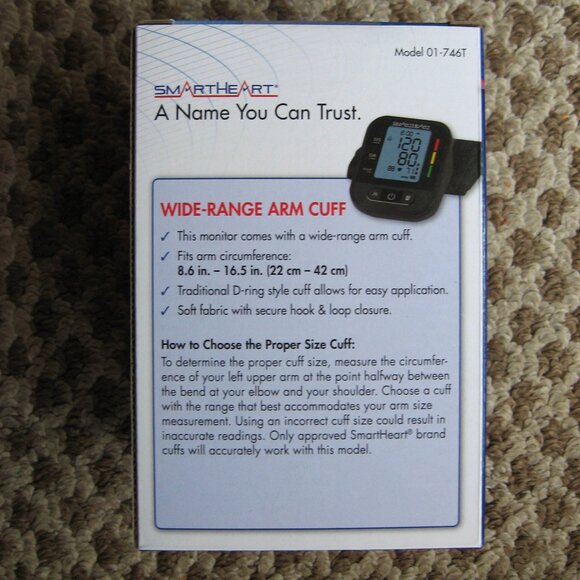 Model 01-746T
SMARTHEART®
A Name You Can Trust.
120
80
WIDE-RANGE ARM CUFF
✓ This monitor comes with a wide-range arm cuff.
✓ Fits arm circumference:
8.6 in. – 16.5 in. (22 cm – 42 cm)
✓ Traditional D-ring style cuff allows for easy application.
✓ Soft fabric with secure hook & loop closure.
How to Choose the Proper Size Cuff:
To determine the proper cuff size, measure the circumfer-
ence of your left upper arm at the point halfway between
the bend at your elbow and your shoulder. Choose a cuff
with the range that best accommodates your arm size
measurement. Using an incorrect cuff size could result in
inaccurate readings. Only approved SmartHeart® brand
cuffs will accurately work with this model.